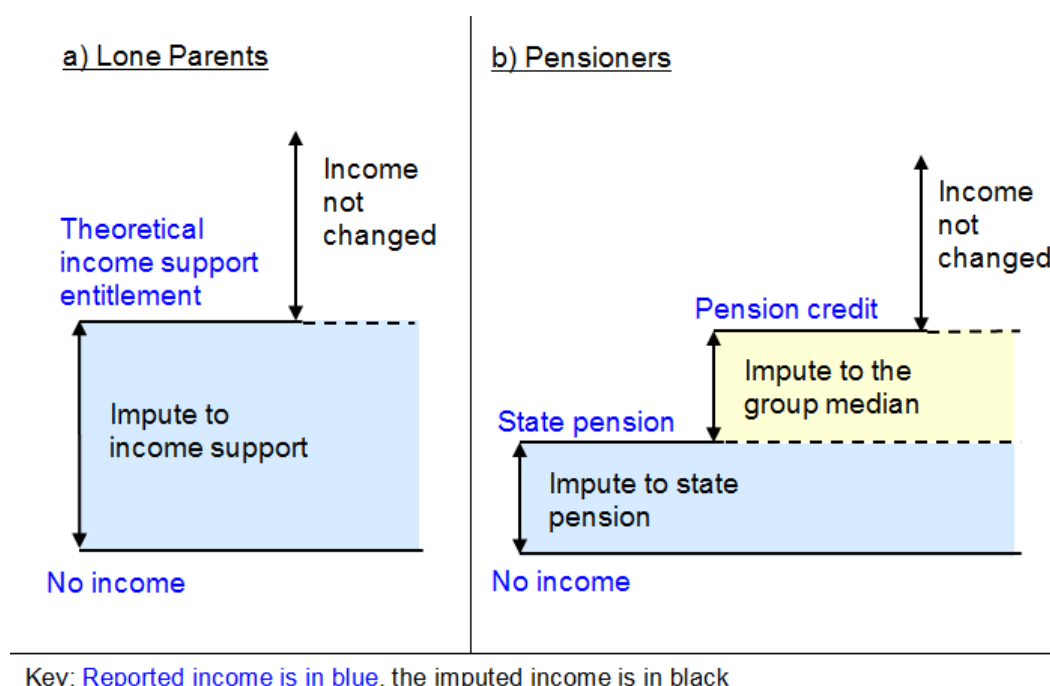 a) Lone Parents
Income
not
changed
Theoretical
income support
entitlement
Impute to
income support
No income
b) Pensioners
Income
not
changed
Pension credit
Impute to the
group median
State pension
Impute to state
pension
No income
Key: Reported income is in blue, the imputed income is in black